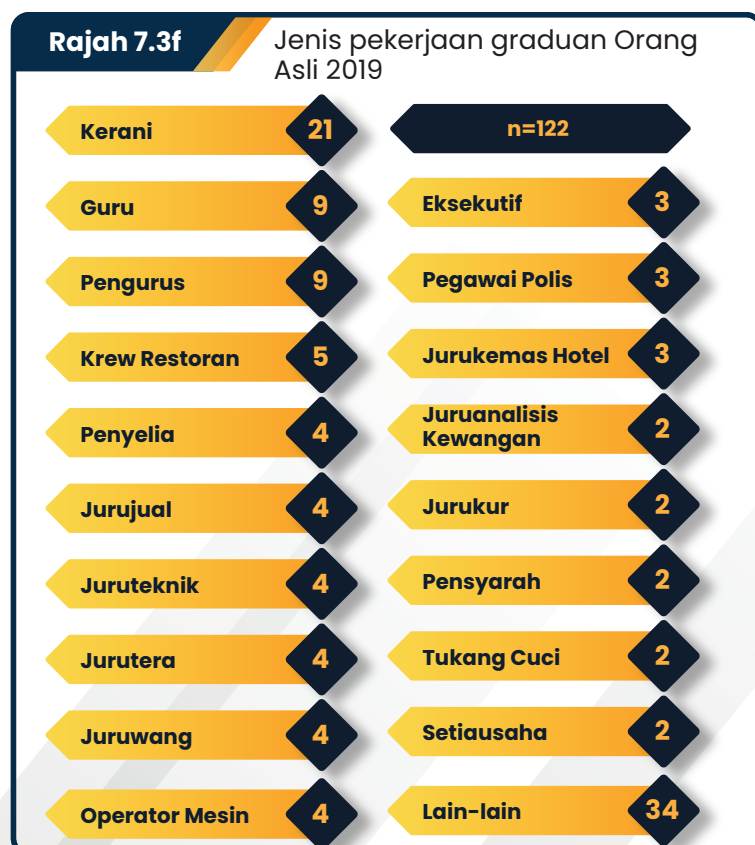 Rajah 7.3f
Jenis pekerjaan graduan Orang
Asli 2019
Kerani 21
Guru 9
Pengurus 9
Krew Restoran 5
Penyelia 4
Jurujual 4
Juruteknik 4
Jurutera 4
Juruwang 4
Operator Mesin 4
n=122
Eksekutif 3
Pegawai Polis 3
Jurukemas Hotel 3
Juruanalisis
Kewangan 2
Jurukur 2
Pensyarah 2
Tukang Cuci 2
Setiausaha 2
Lain-lain 34